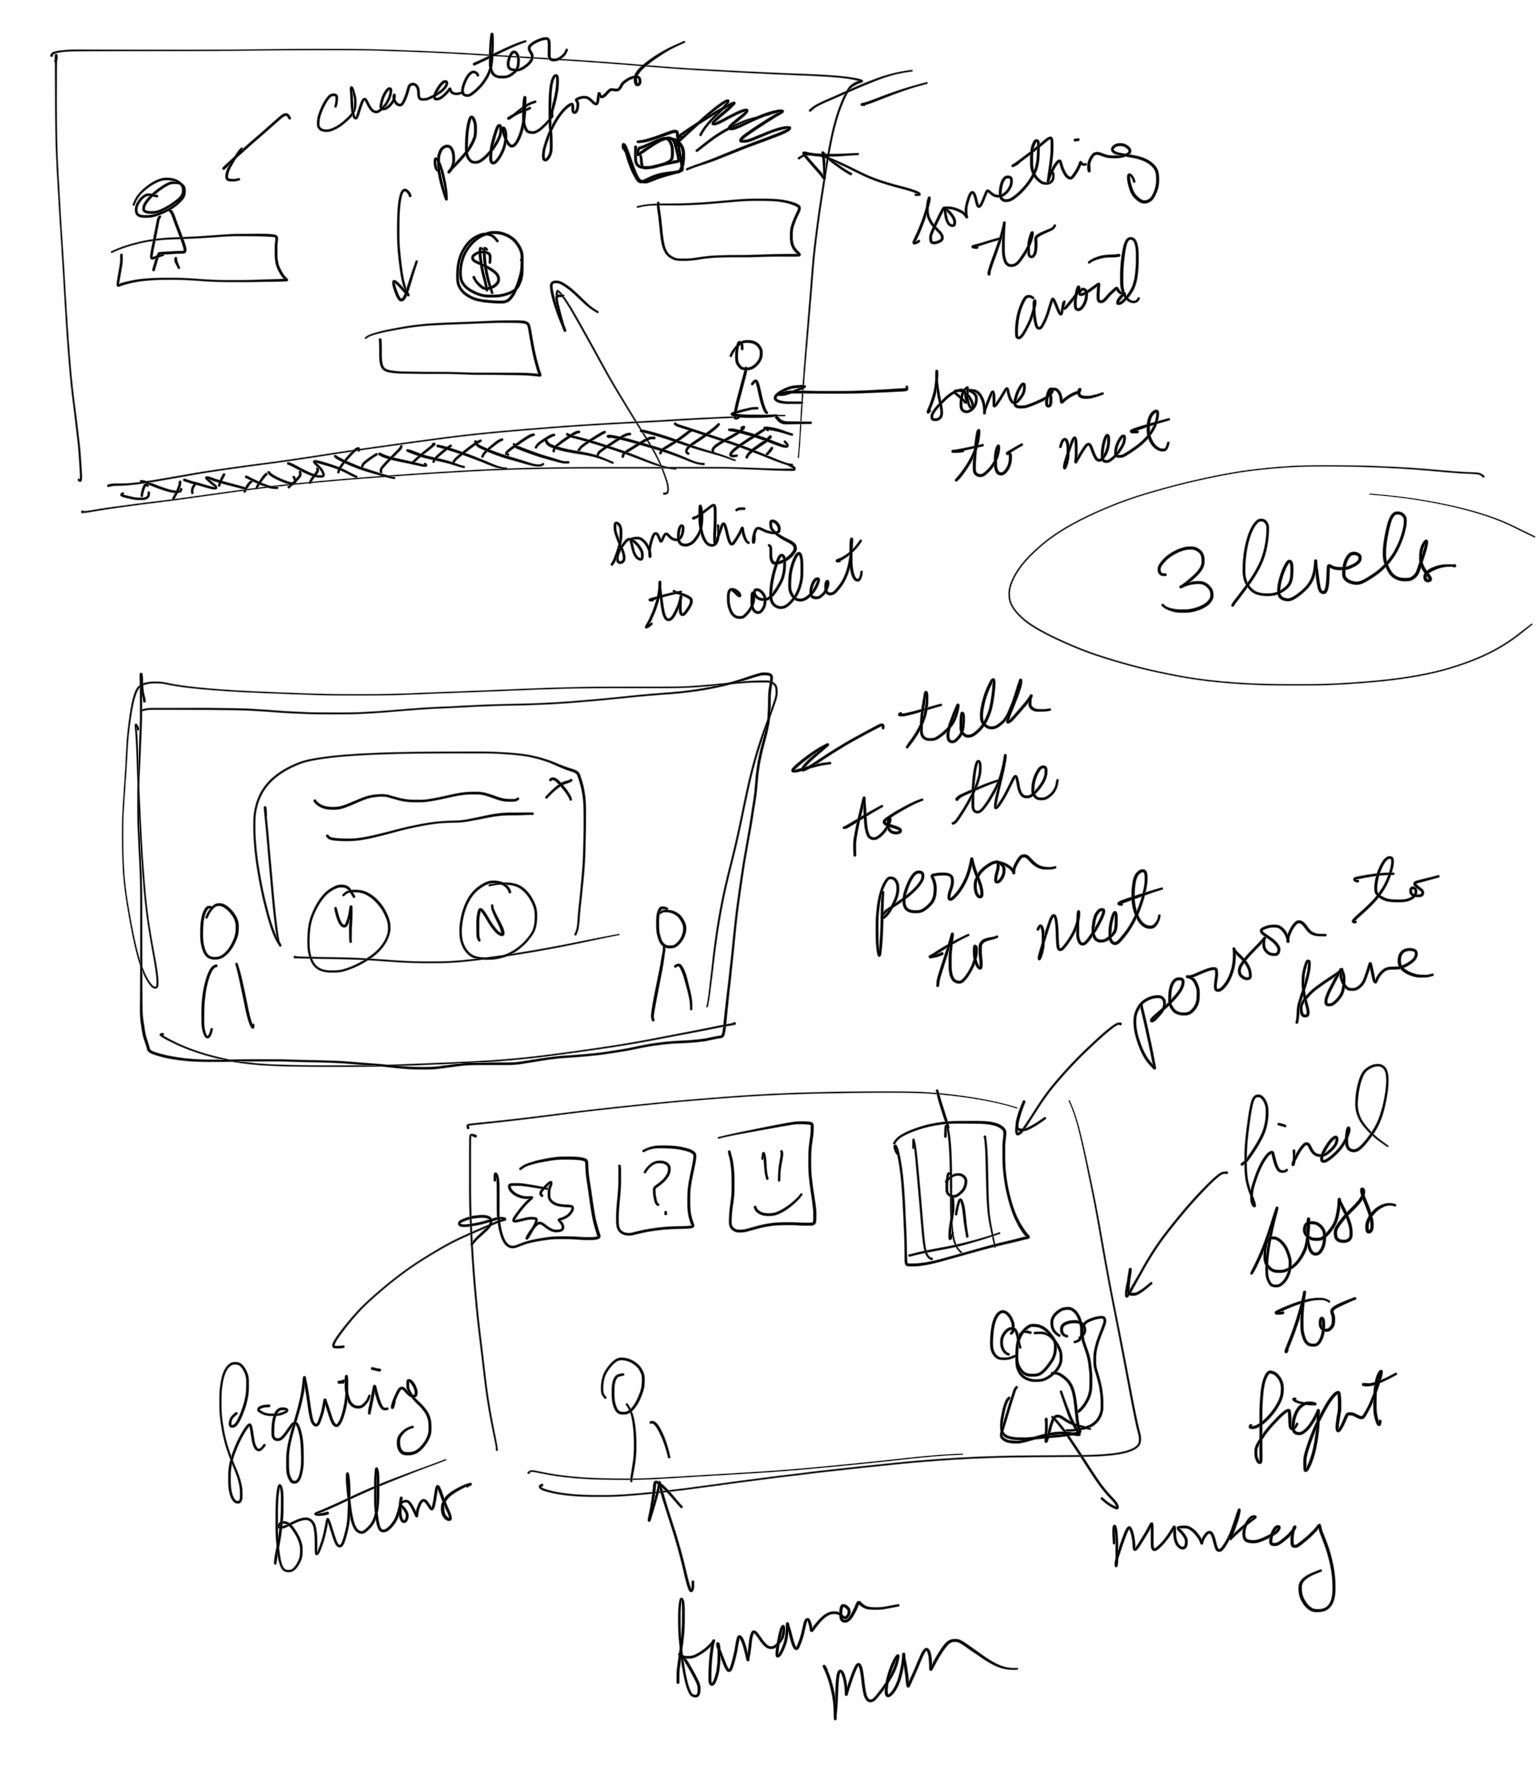 character
platforms
$
something
to
avoid
someone
to meet
something
to collect
3 levels
talk
to the
person
to meet
X
Y N
person to
save
?
final
boss
to
fight
fighting
buttons
monkey
banana
man